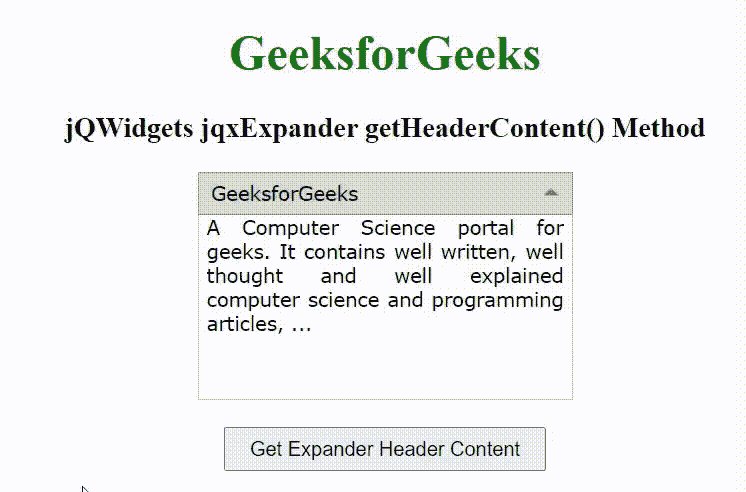 GeeksforGeeks
jQWidgets jqxExpander getHeaderContent() Method
GeeksforGeeks
A Computer Science portal for
geeks. It contains well written, well
thought and well explained
computer science and programming
articles, ...
Get Expander Header Content